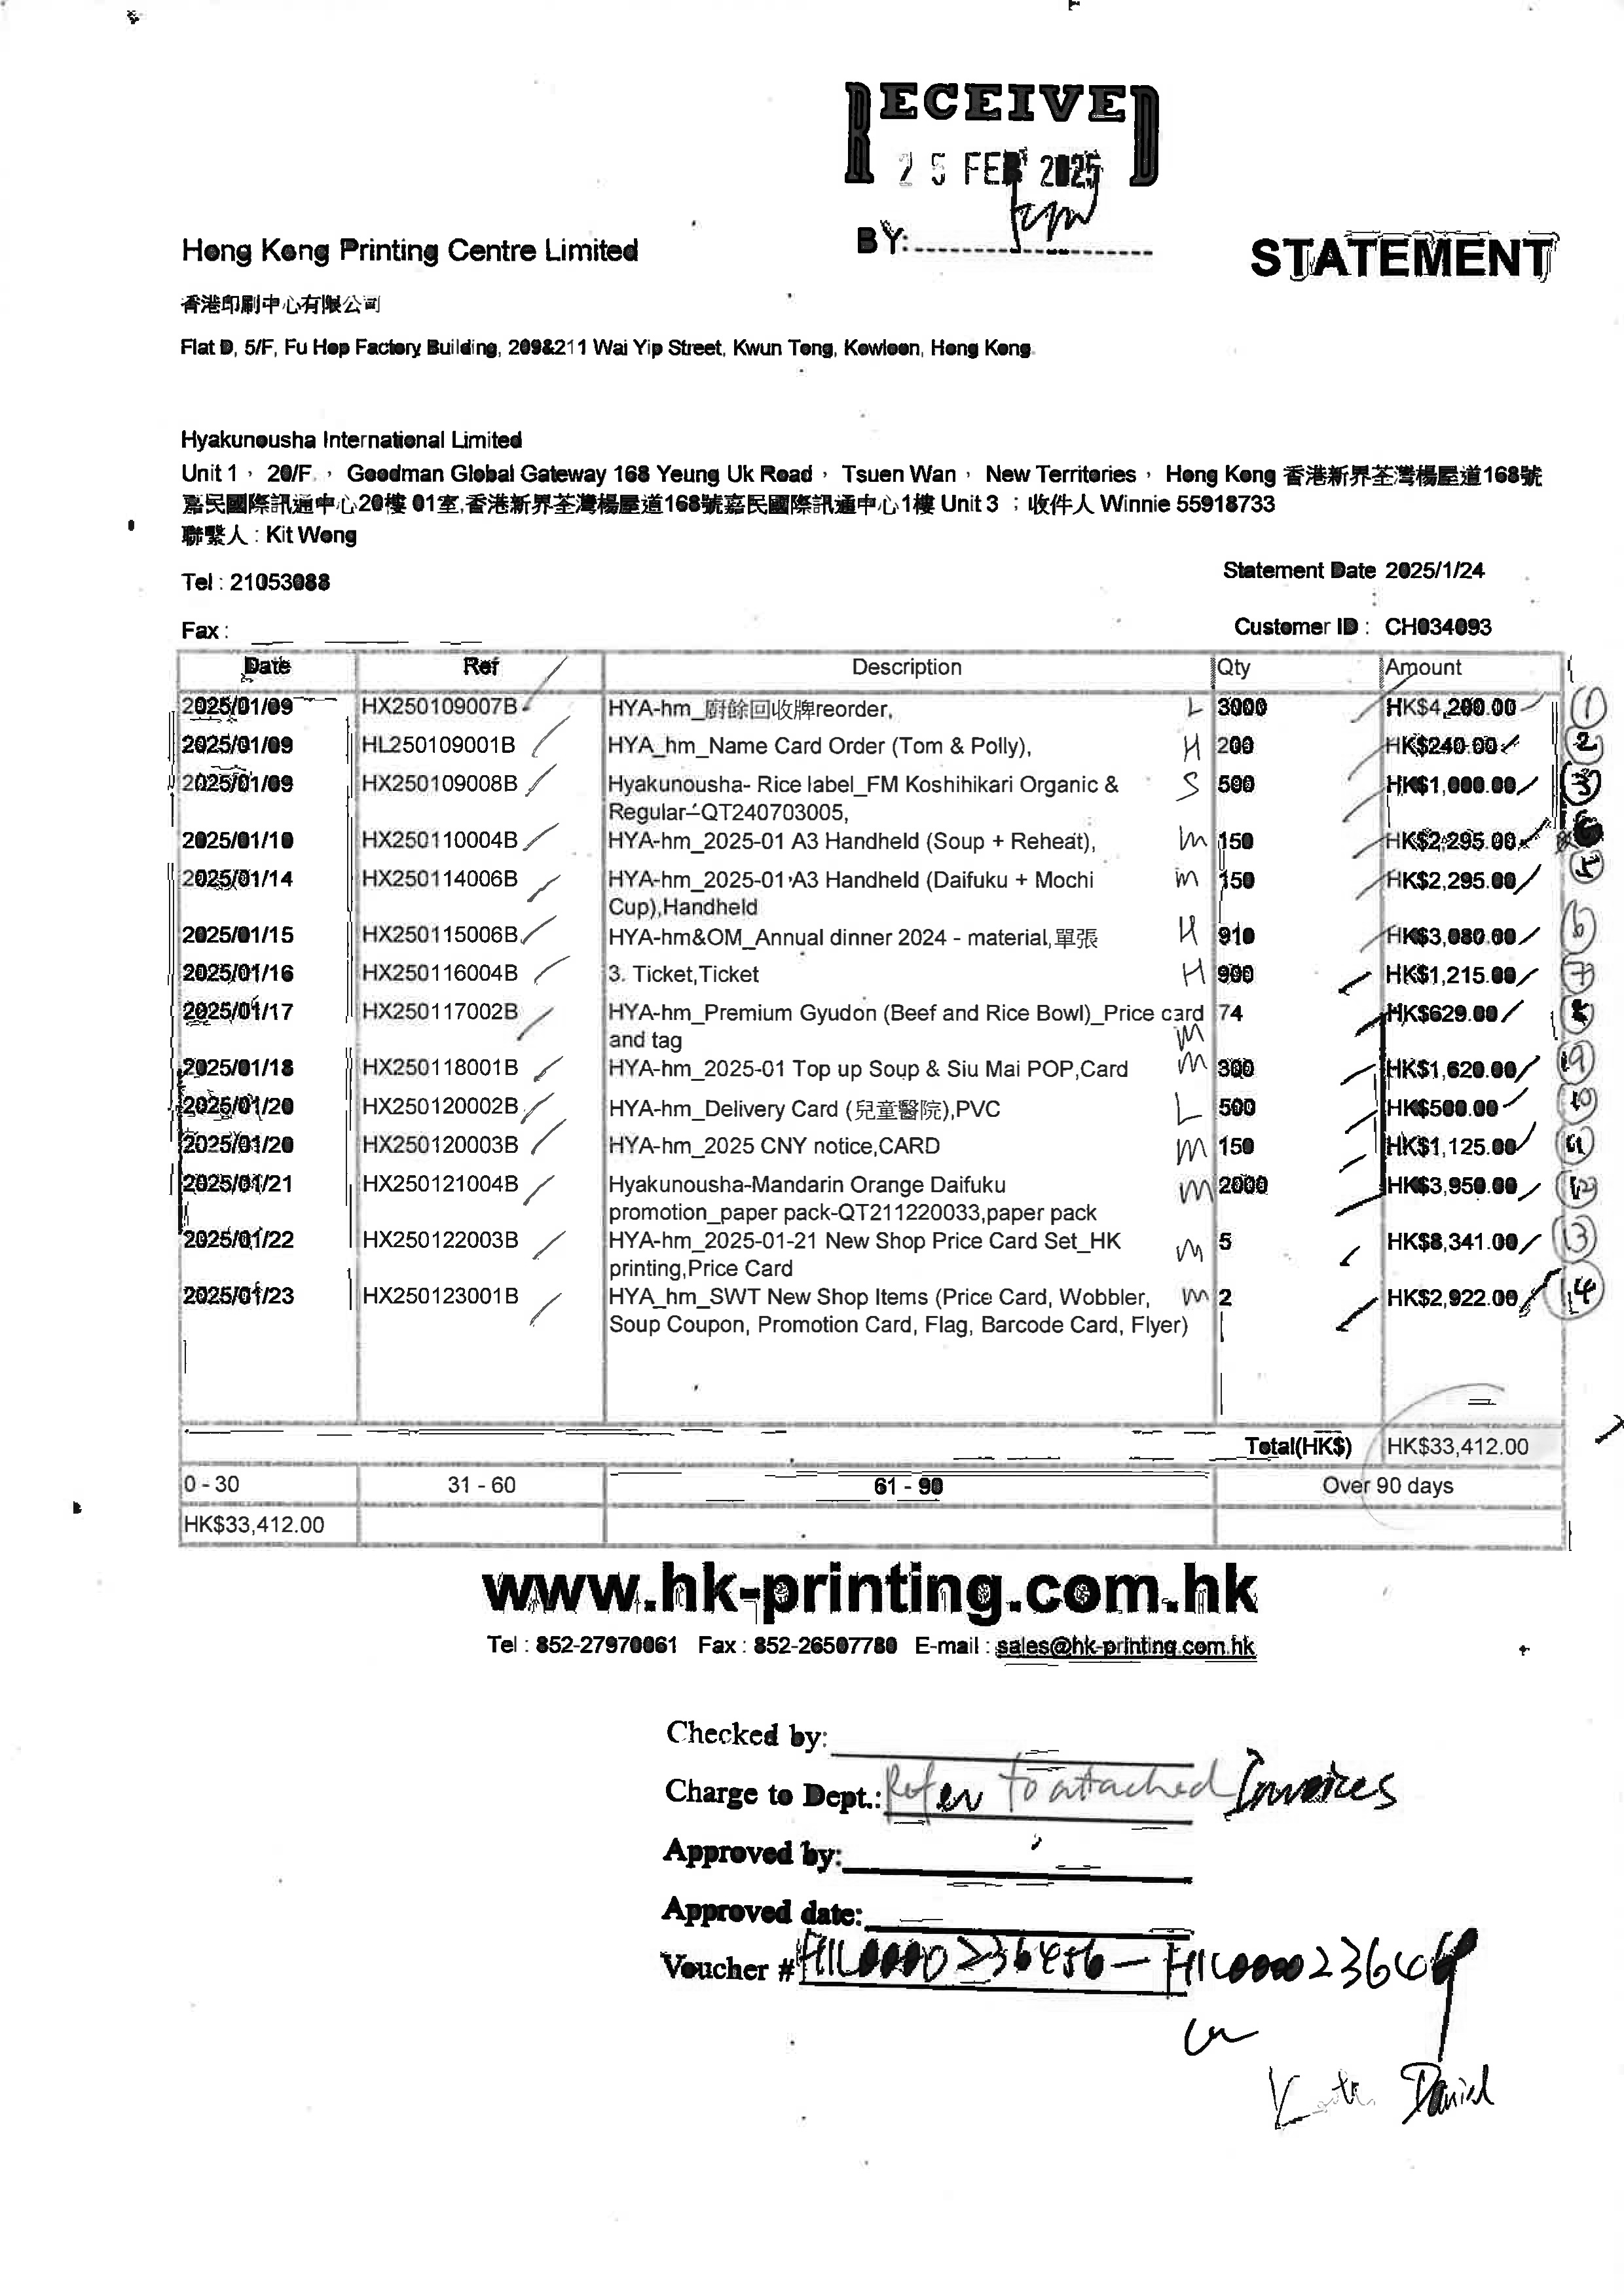 RECEIVED
25 FEB 2025
BY:
Hong Kong Printing Centre Limited
STATEMENT
香港印刷中心有限公司
Flat D, 5/F, Fu Hop Factory Building, 209&211 Wai Yip Street, Kwun Tong, Kowloon, Hong Kong
Hyakunousha International Limited
Unit 1， 20/F， Goodman Global Gateway 168 Yeung Uk Road， Tsuen Wan， New Territories， Hong Kong 香港新界荃灣楊屋道168號
嘉民國際訊通中心20樓 01室,香港新界荃灣楊屋道168號嘉民國際訊通中心1樓 Unit 3 ；收件人 Winnie 55918733
聯繫人 : Kit Wong
Statement Date 2025/1/24
Tel : 21053088
Fax :
Customer ID : CH034093
Date Ref Description Qty Amount
2025/01/09 HX250109007B HYA-hm_廚餘回收牌reorder, L 3000 HK$4,200.00 1
2025/01/09 HL250109001B HYA_hm_Name Card Order (Tom & Polly), H 200 HK$240.00 2
2025/01/09 HX250109008B Hyakunousha- Rice label_FM Koshihikari Organic & S 500 HK$1,000.00 3
Regular-QT240703005,
2025/01/10 HX250110004B HYA-hm_2025-01 A3 Handheld (Soup + Reheat), m 150 HK$2,295.00
2025/01/14 HX250114006B HYA-hm_2025-01 A3 Handheld (Daifuku + Mochi m 150 HK$2,295.00 5
Cup),Handheld
2025/01/15 HX250115006B HYA-hm&OM_Annual dinner 2024 - material,單張 H 910 HK$3,080.00 6
2025/01/16 HX250116004B 3. Ticket,Ticket H 900 HK$1,215.00 7
2025/01/17 HX250117002B HYA-hm_Premium Gyudon (Beef and Rice Bowl)_Price card 74 HK$629.00 8
and tag m
2025/01/18 HX250118001B HYA-hm_2025-01 Top up Soup & Siu Mai POP,Card m 300 HK$1,620.00 9
2025/01/20 HX250120002B HYA-hm_Delivery Card (兒童醫院),PVC L 500 HK$500.00 10
2025/01/20 HX250120003B HYA-hm_2025 CNY notice,CARD m 150 HK$1,125.00 11
2025/01/21 HX250121004B Hyakunousha-Mandarin Orange Daifuku m 2000 HK$3,950.00 12
promotion_paper pack-QT211220033,paper pack
2025/01/22 HX250122003B HYA-hm_2025-01-21 New Shop Price Card Set_HK m 5 HK$8,341.00 13
printing,Price Card
2025/01/23 HX250123001B HYA_hm_SWT New Shop Items (Price Card, Wobbler, m 2 HK$2,922.00 14
Soup Coupon, Promotion Card, Flag, Barcode Card, Flyer)
Total(HK$) HK$33,412.00
0 - 30 31 - 60 61 - 90 Over 90 days
HK$33,412.00
www.hk-printing.com.hk
Tel : 852-27970061 Fax : 852-26507780 E-mail : sales@hk-printing.com.hk
Checked by:
Charge to Dept.: Refer to attached Invoices
Approved by:
Approved date:
Voucher #
Daniel